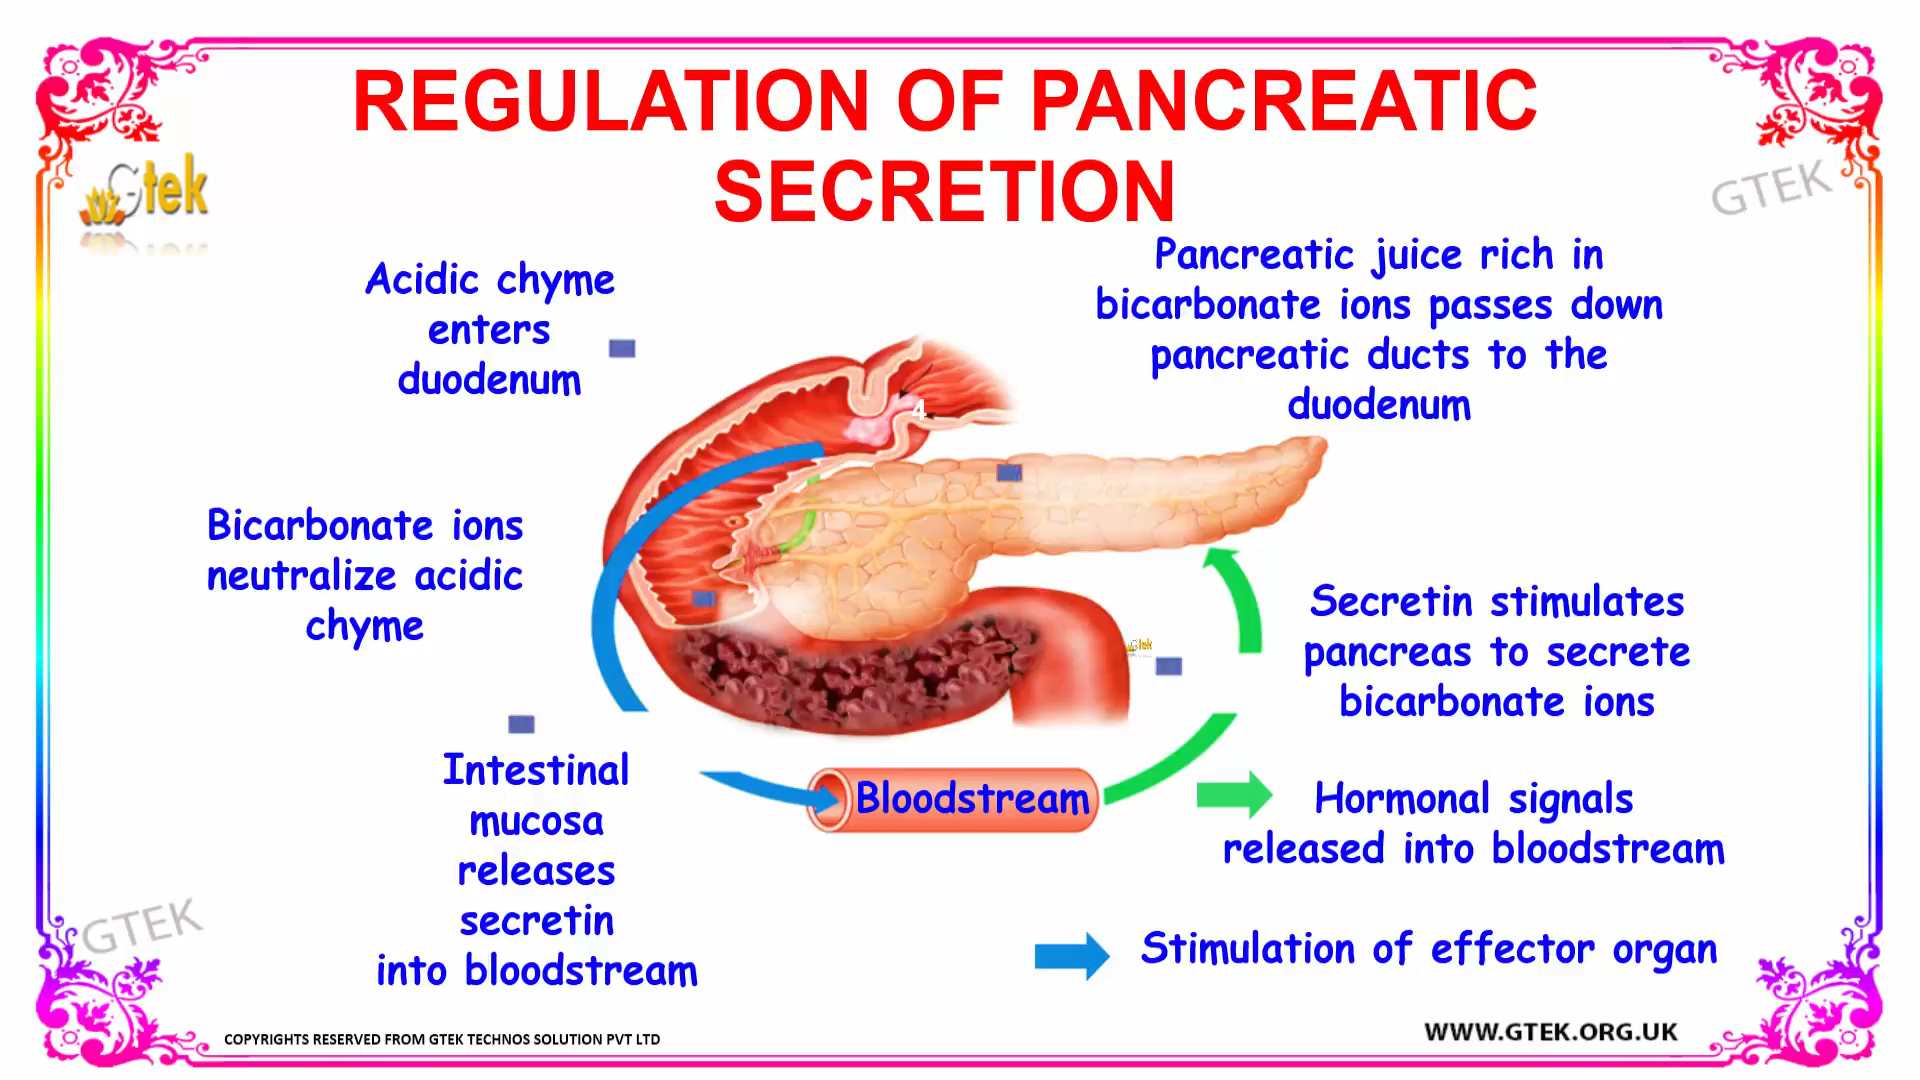 REGULATION OF PANCREATIC
SECRETION
Gtek
GTEK
Acidic chyme
enters
duodenum
Pancreatic juice rich in
bicarbonate ions passes down
pancreatic ducts to the
duodenum
4
Bicarbonate ions
neutralize acidic
chyme
Secretin stimulates
pancreas to secrete
bicarbonate ions
Gtek
Intestinal
mucosa
releases
secretin
into bloodstream
Bloodstream
Hormonal signals
released into bloodstream
Stimulation of effector organ
GTEK
COPYRIGHTS RESERVED FROM GTEK TECHNOS SOLUTION PVT LTD
WWW.GTEK.ORG.UK